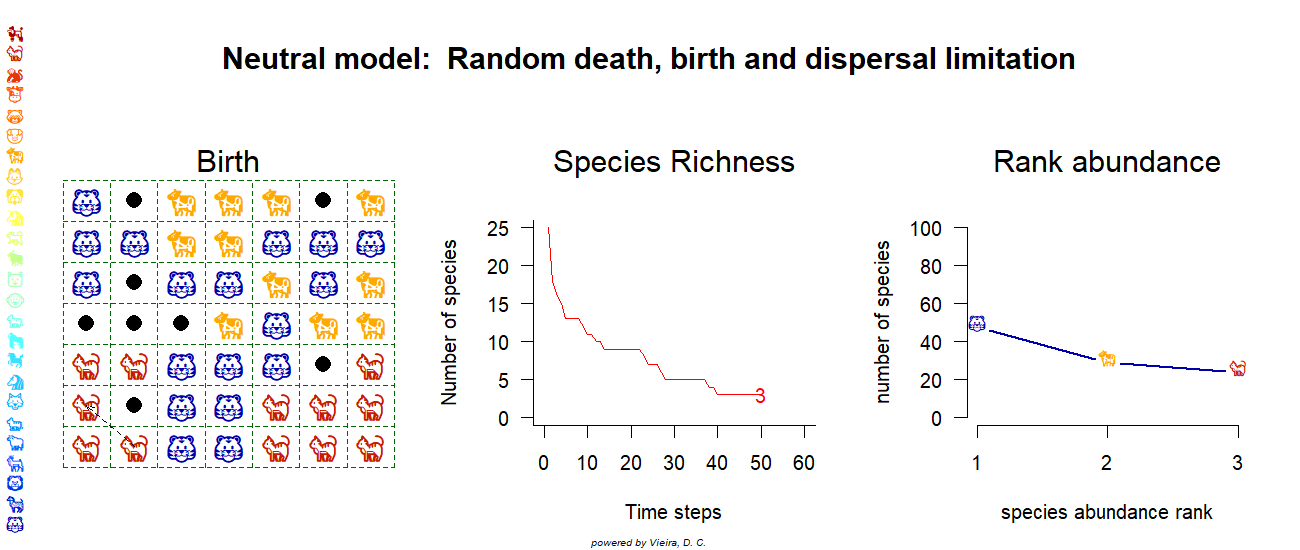 Neutral model:  Random death, birth and dispersal limitation
Birth
Species Richness
Number of species
25
20
15
10
5
0
3
0 10 20 30 40 50 60
Time steps
Rank abundance
number of species
100
80
60
40
20
0
1 2 3
species abundance rank
powered by Vieira, D. C.